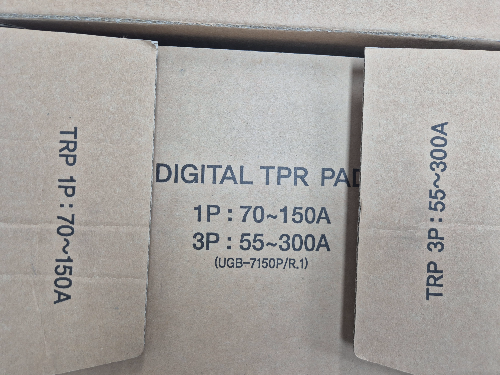 TRP 1P : 70~150A
DIGITAL TPR PAD
1P : 70~150A
3P : 55~300A
(UGB-7150P/R.1)
TRP 3P : 55~300A